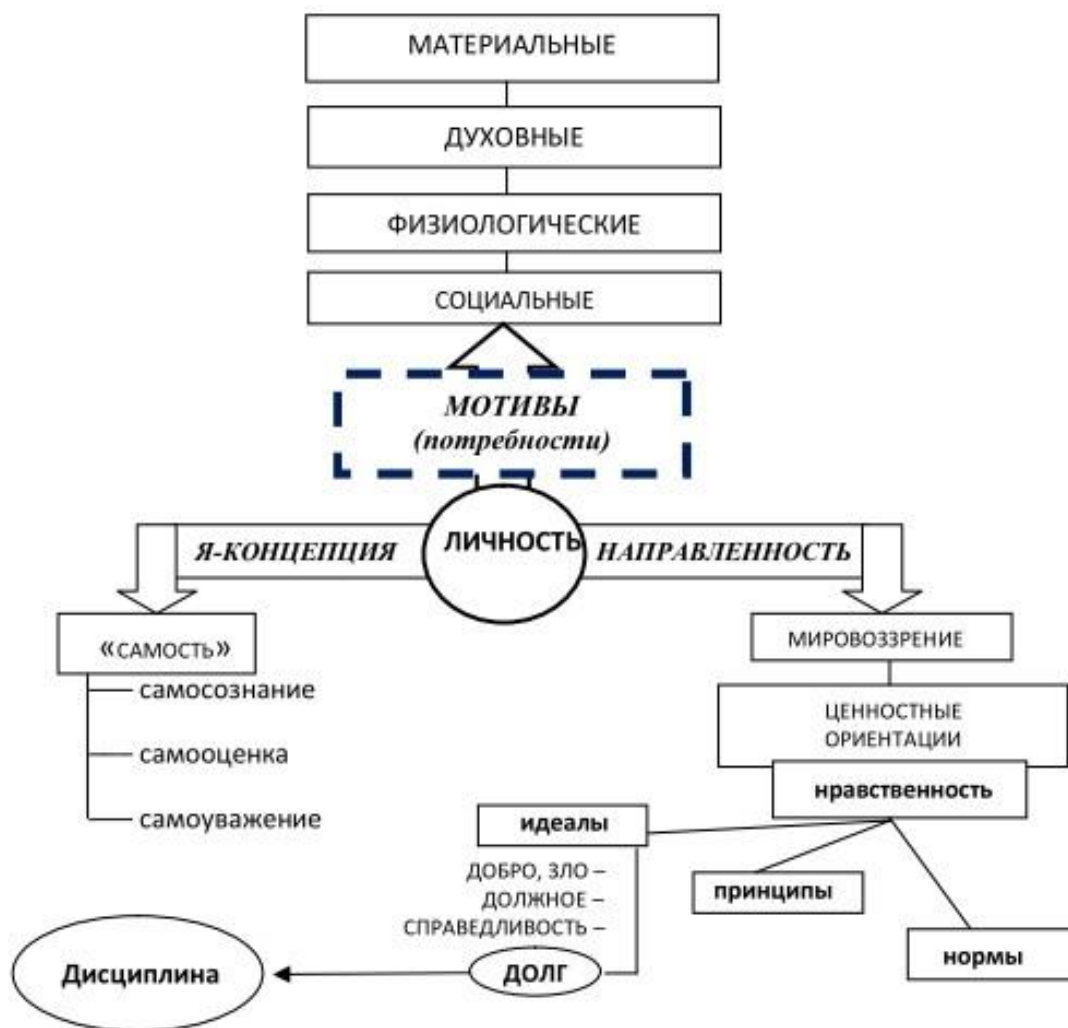 МАТЕРИАЛЬНЫЕ
ДУХОВНЫЕ
ФИЗИОЛОГИЧЕСКИЕ
СОЦИАЛЬНЫЕ
МОТИВЫ
(потребности)
Я-КОНЦЕПЦИЯ
ЛИЧНОСТЬ
НАПРАВЛЕННОСТЬ
«САМОСТЬ»
самосознание
самооценка
самоуважение
МИРОВОЗЗРЕНИЕ
ЦЕННОСТНЫЕ
ОРИЕНТАЦИИ
нравственность
идеалы
ДОБРО, ЗЛО –
ДОЛЖНОЕ –
СПРАВЕДЛИВОСТЬ –
принципы
нормы
ДОЛГ
Дисциплина